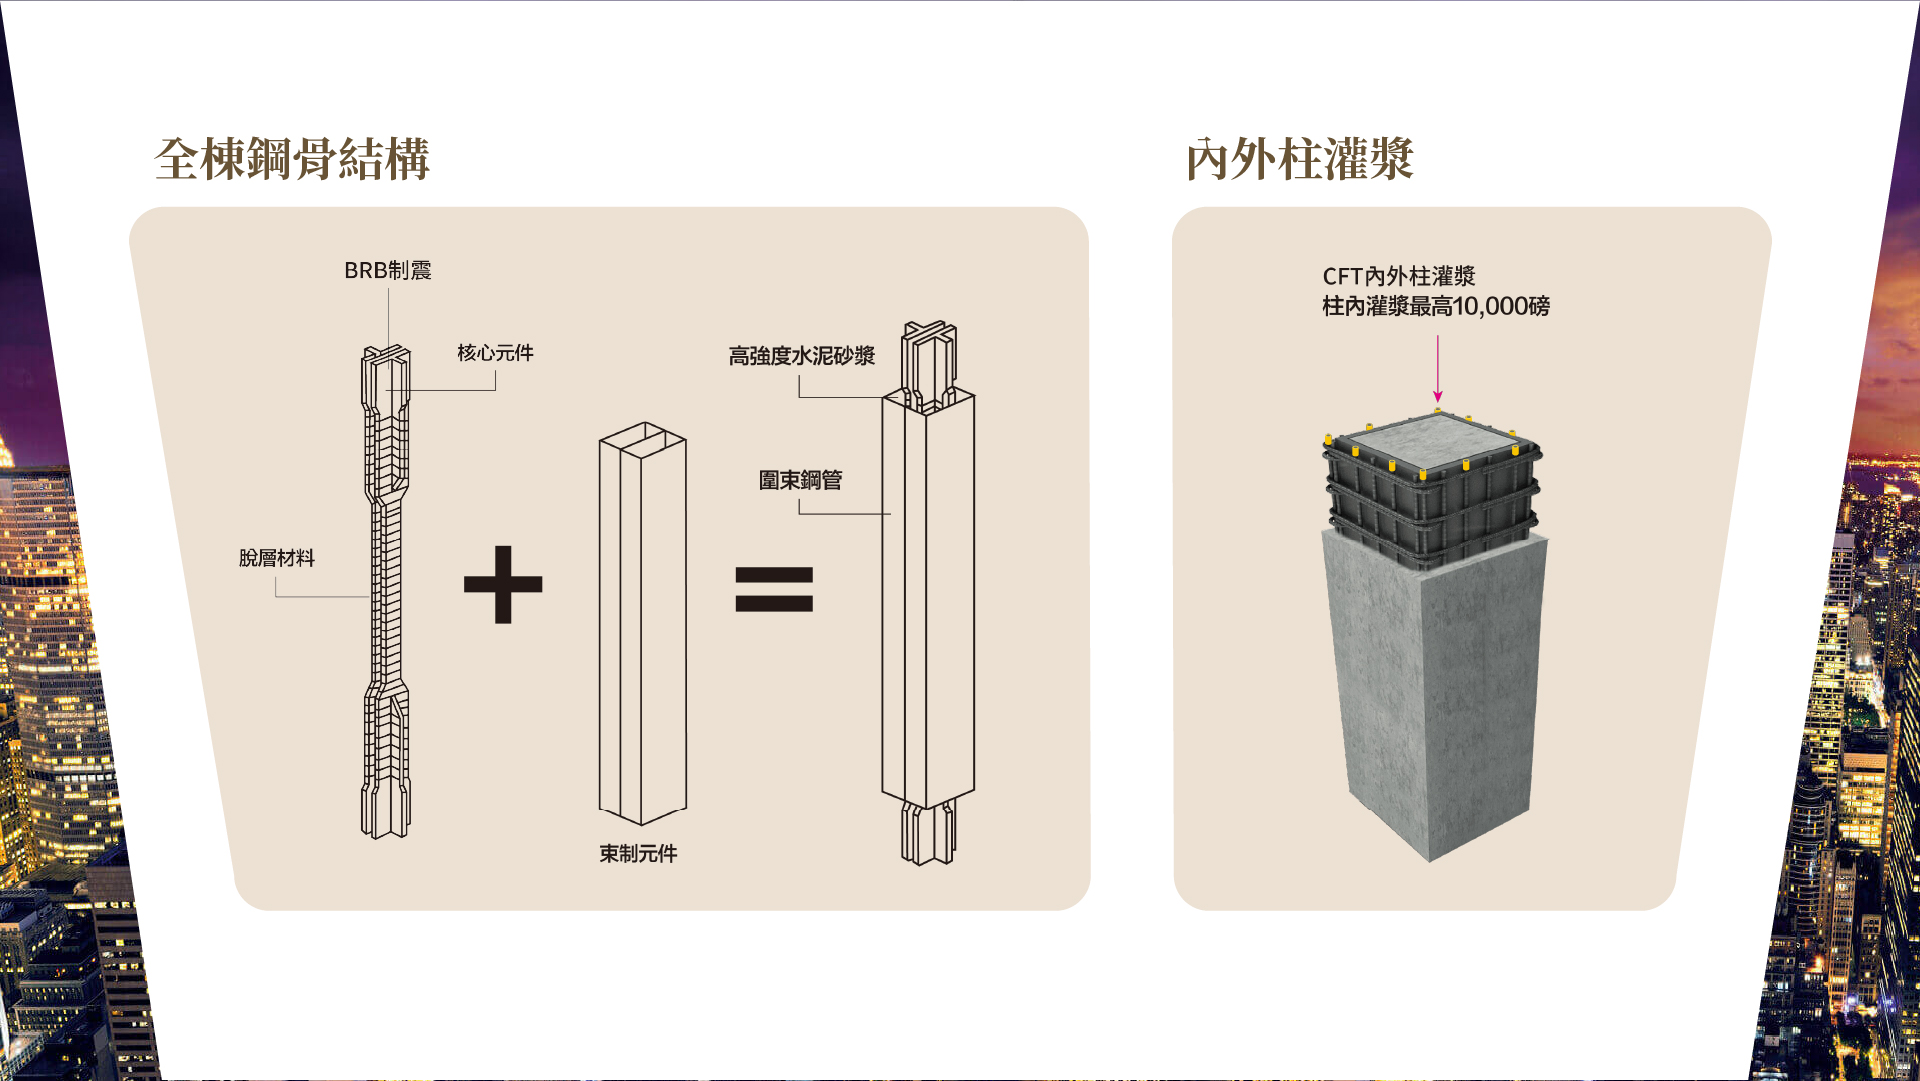 全棟鋼骨結構
BRB制震
核心元件
脫層材料
束制元件
高強度水泥砂漿
圍束鋼管
內外柱灌漿
CFT內外柱灌漿
柱內灌漿最高10,000磅